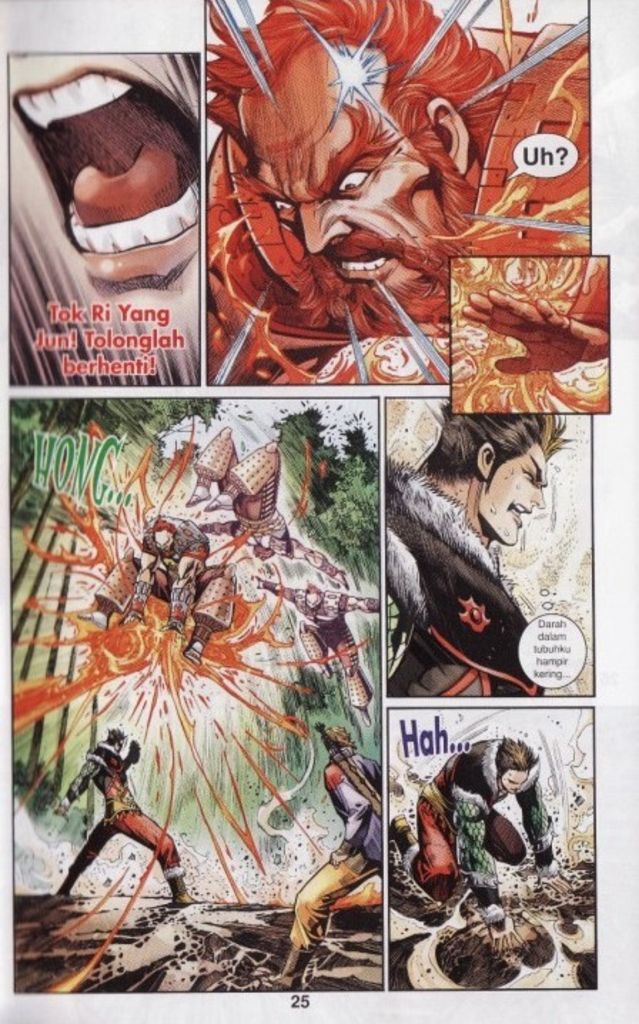 Tok Ri Yang
Jun! Tolonglah
berhenti!
Uh?
HONG...
Darah
dalam
tubuhku
hampir
kering...
Hah...
25